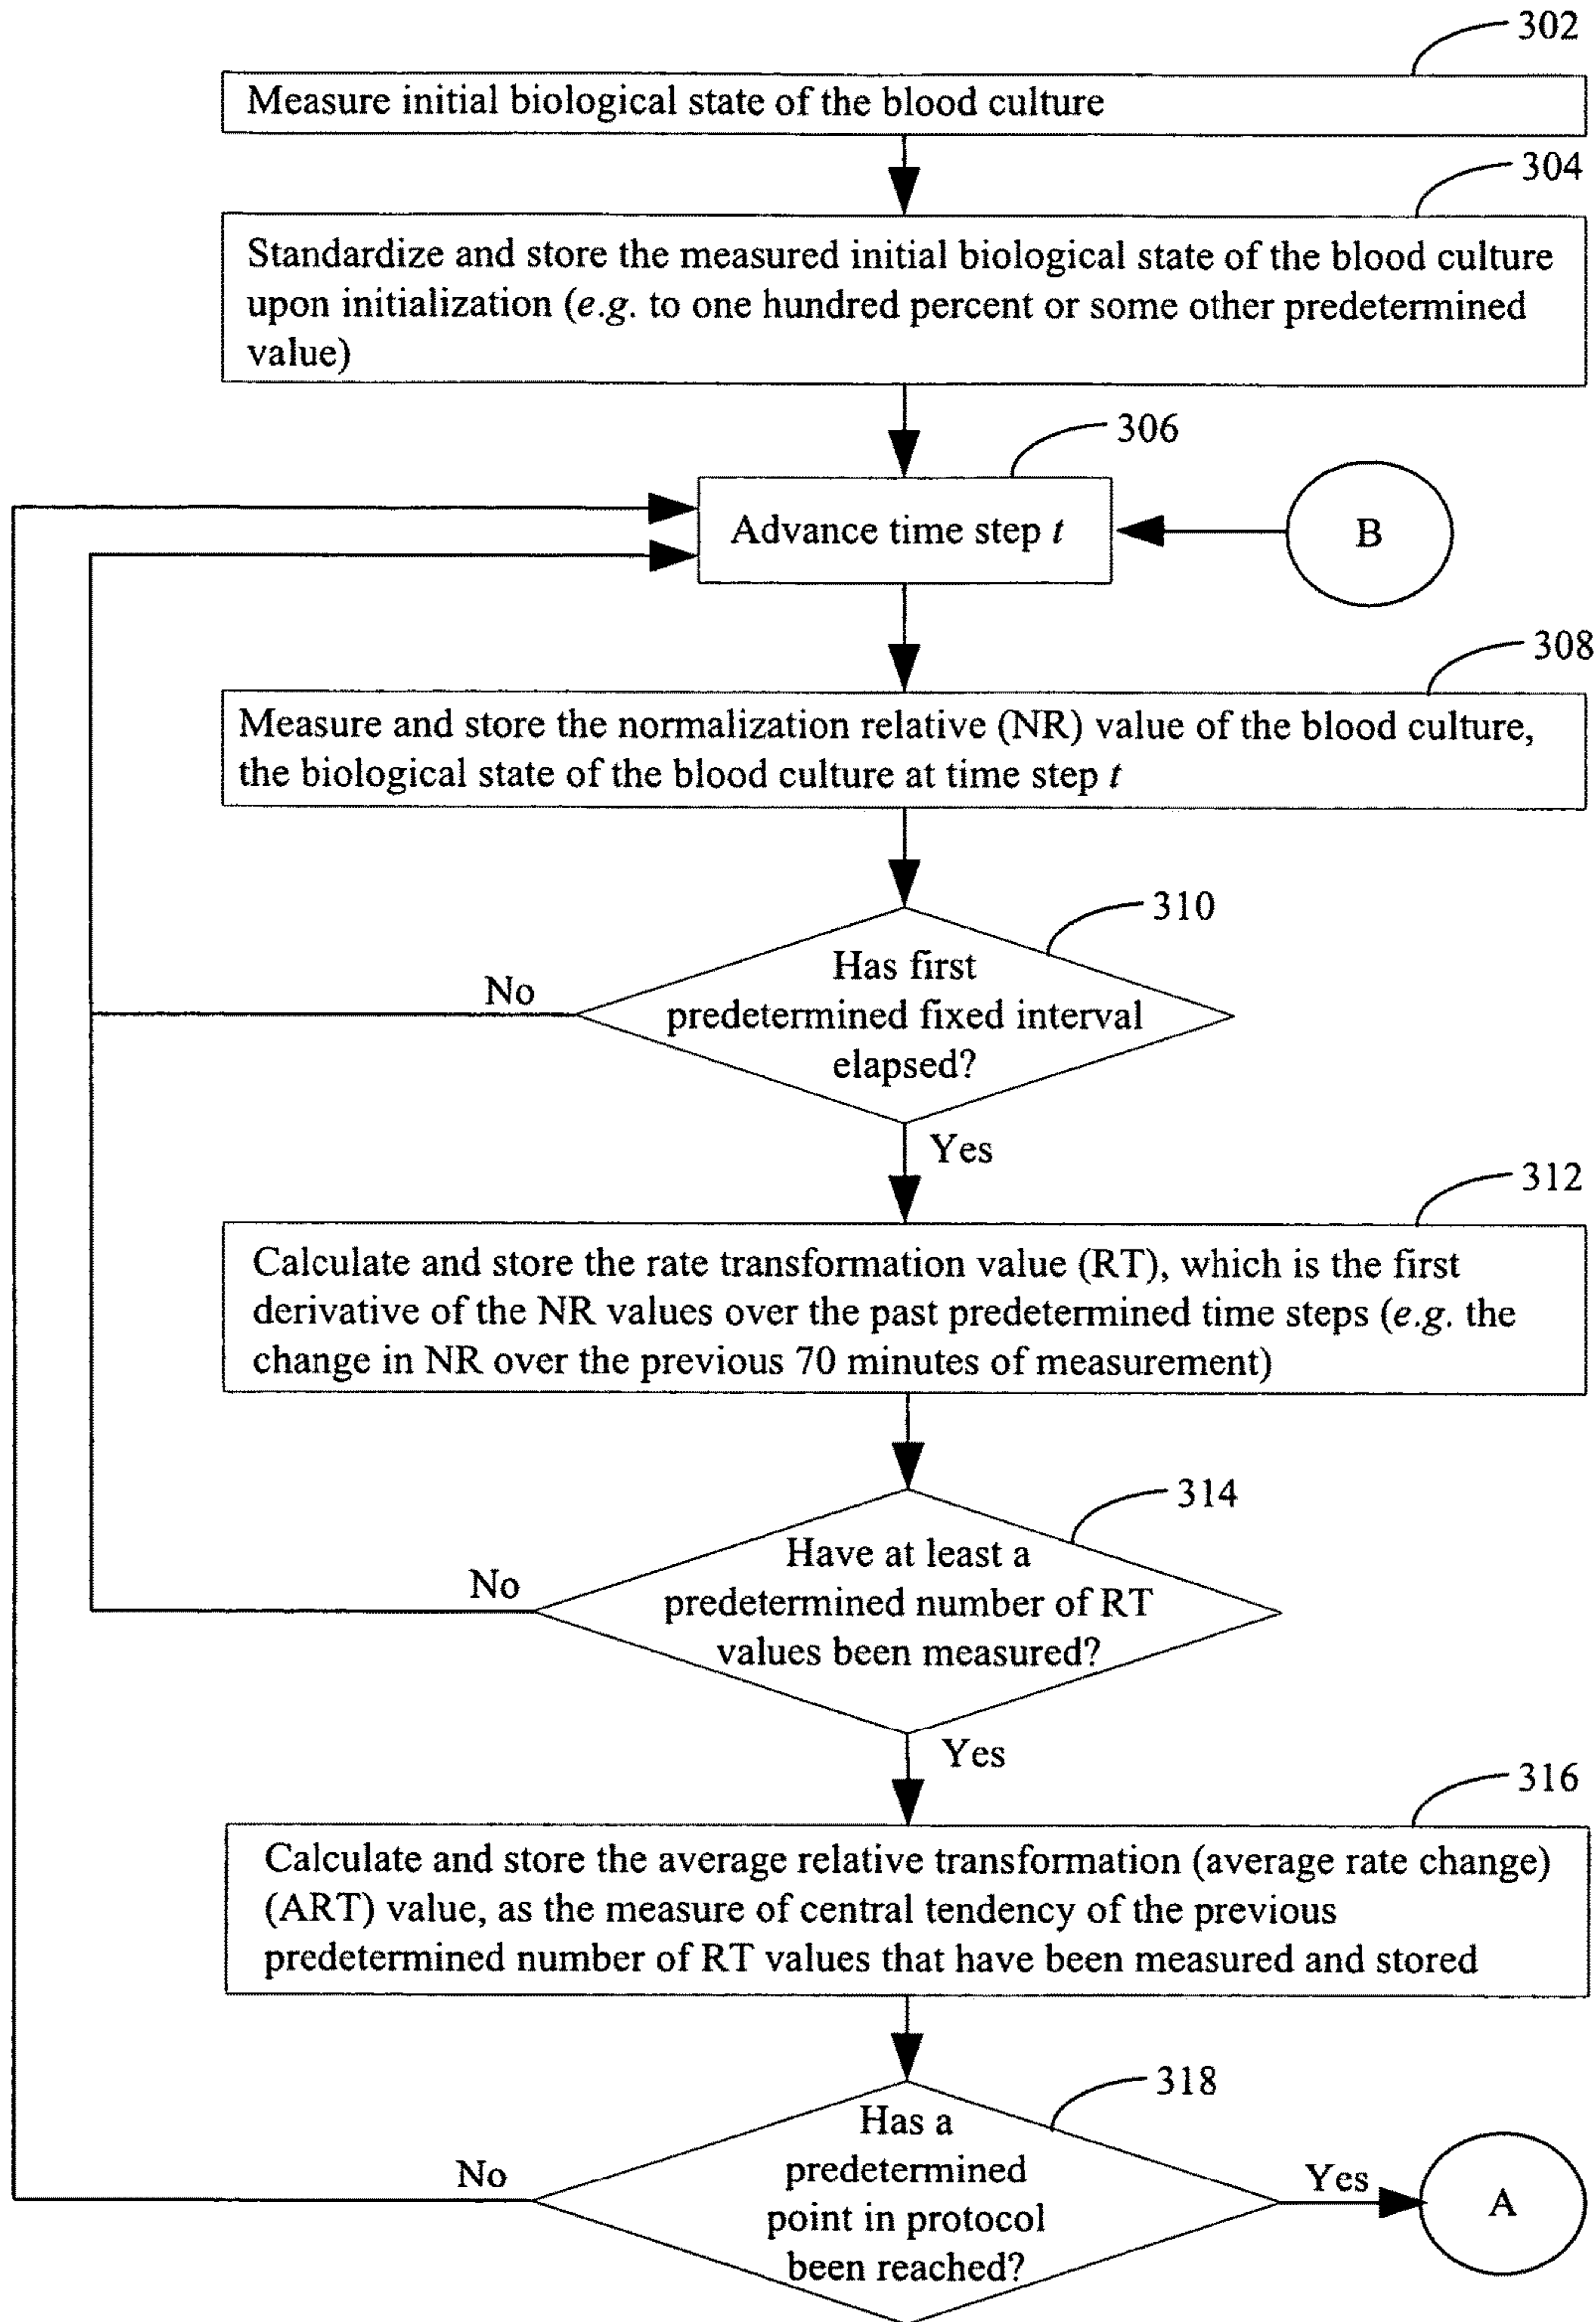 302
Measure initial biological state of the blood culture
304
Standardize and store the measured initial biological state of the blood culture
upon initialization (e.g. to one hundred percent or some other predetermined
value)
306
Advance time step t
B
308
Measure and store the normalization relative (NR) value of the blood culture,
the biological state of the blood culture at time step t
310
Has first
predetermined fixed interval
elapsed?
No
Yes
312
Calculate and store the rate transformation value (RT), which is the first
derivative of the NR values over the past predetermined time steps (e.g. the
change in NR over the previous 70 minutes of measurement)
314
Have at least a
predetermined number of RT
values been measured?
No
Yes
316
Calculate and store the average relative transformation (average rate change)
(ART) value, as the measure of central tendency of the previous
predetermined number of RT values that have been measured and stored
318
Has a
predetermined
point in protocol
been reached?
No
Yes
A